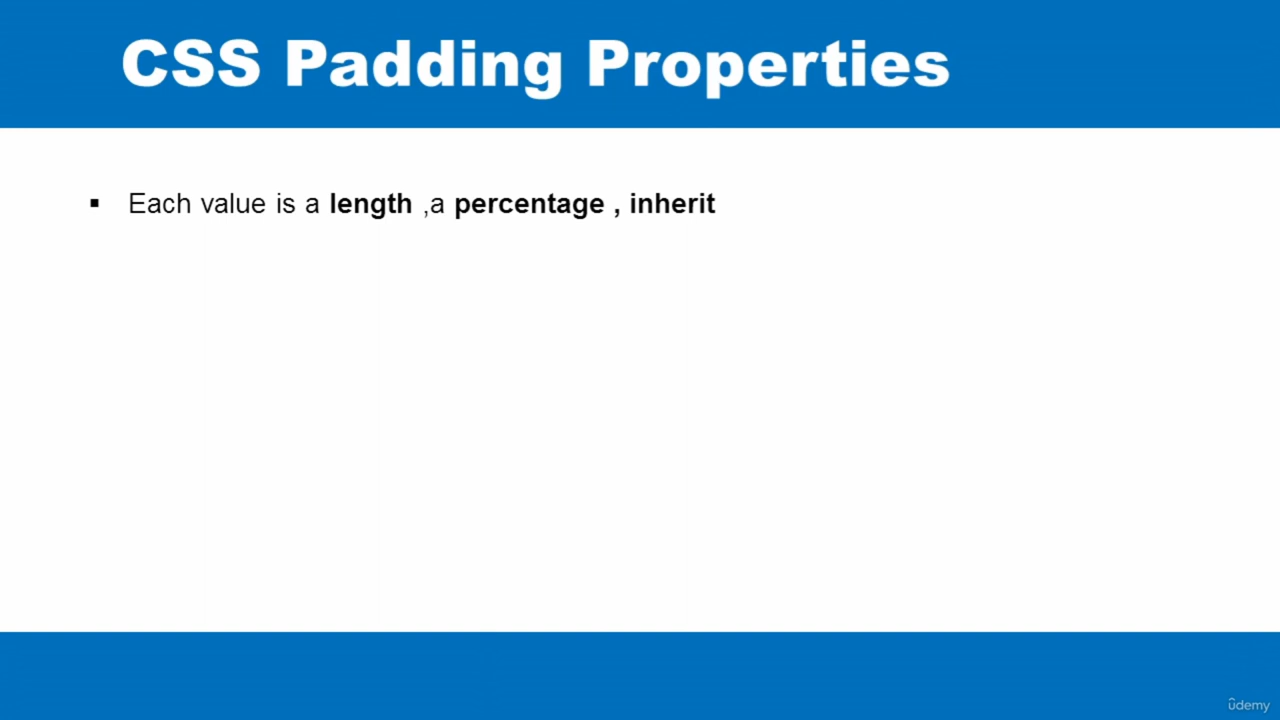 CSS Padding Properties
▪ Each value is a length ,a percentage , inherit
ûdemy